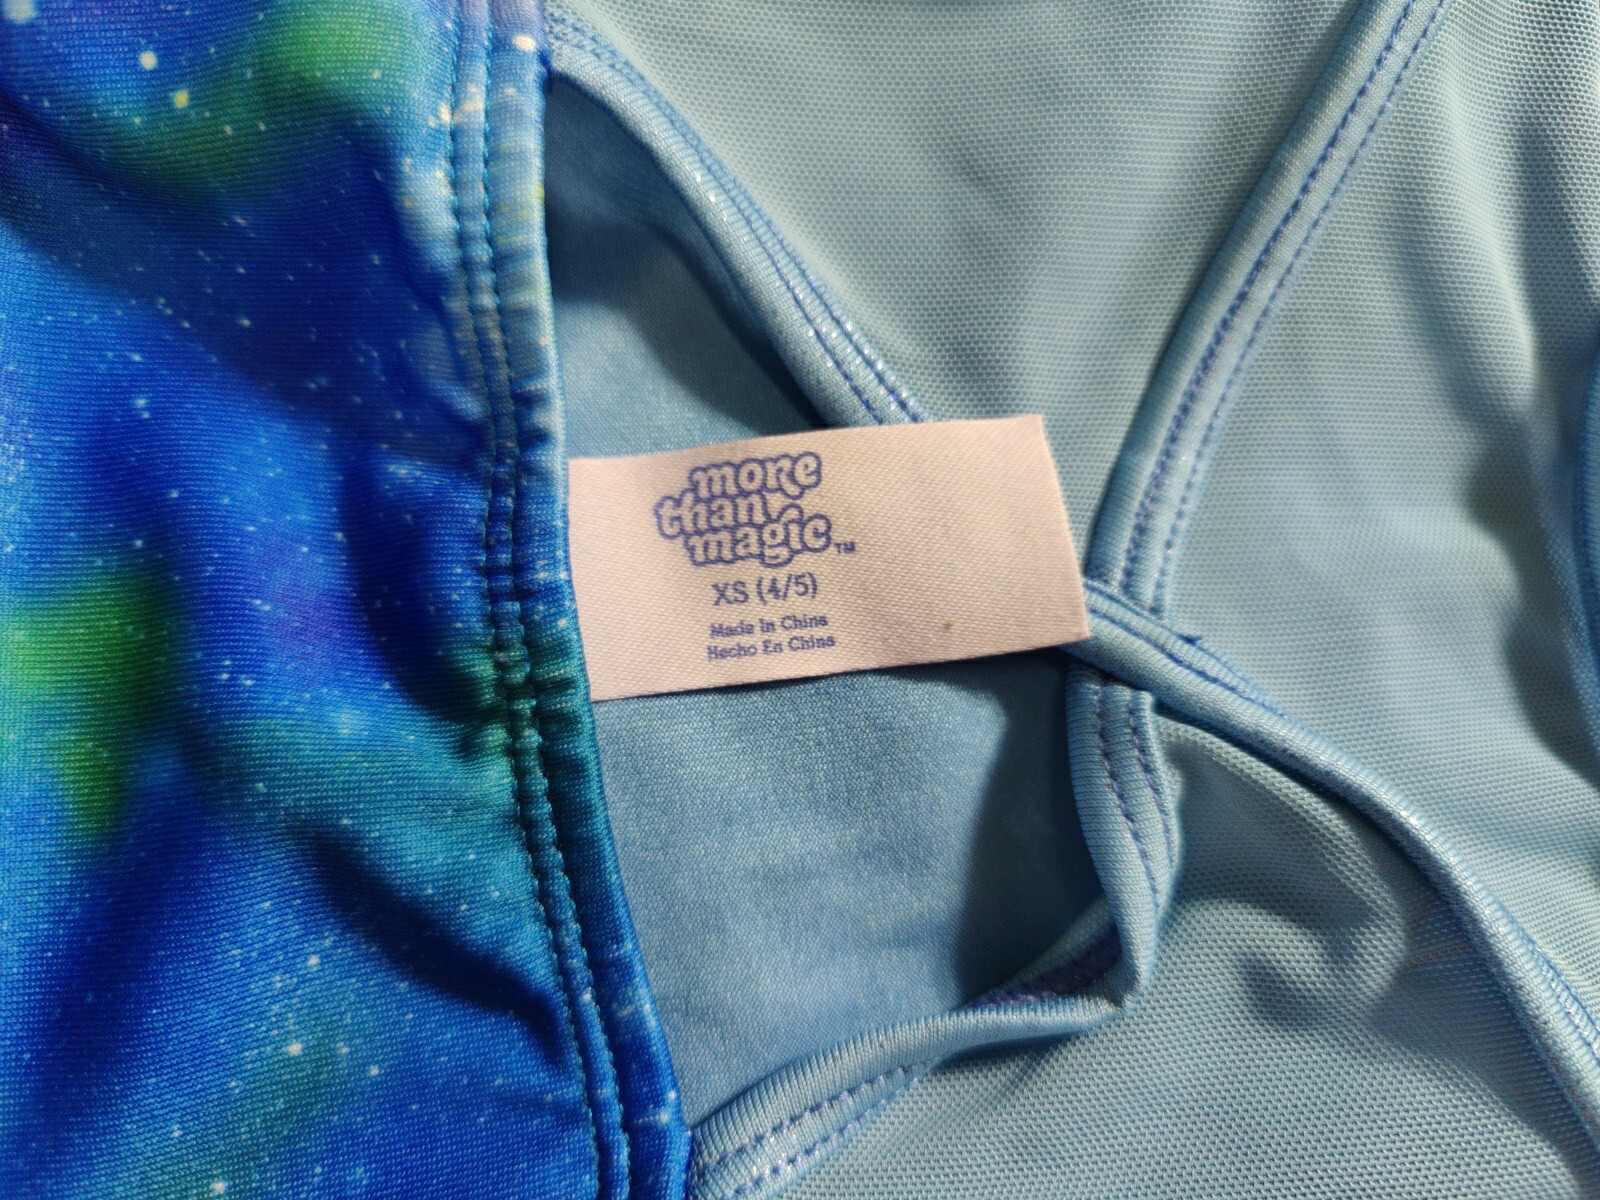 more
than
magic™
XS (4/5)
Made In China
Hecho En China